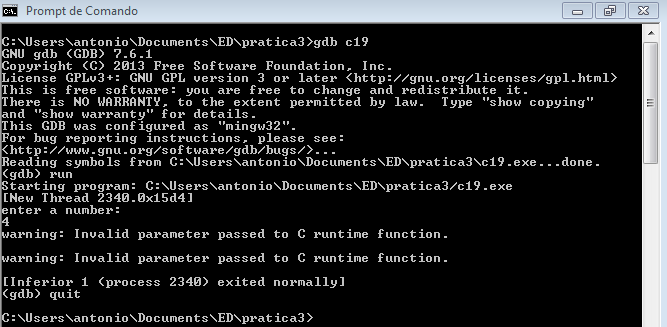 Prompt de Comando
C:\Users\antonio\Documents\ED\pratica3>gdb c19
GNU gdb (GDB) 7.6.1
Copyright (C) 2013 Free Software Foundation, Inc.
License GPLv3+: GNU GPL version 3 or later <http://gnu.org/licenses/gpl.html>
This is free software: you are free to change and redistribute it.
There is NO WARRANTY, to the extent permitted by law.  Type "show copying"
and "show warranty" for details.
This GDB was configured as "mingw32".
For bug reporting instructions, please see:
<http://www.gnu.org/software/gdb/bugs/>...
Reading symbols from C:\Users\antonio\Documents\ED\pratica3\c19.exe...done.
(gdb) run
Starting program: C:\Users\antonio\Documents\ED\pratica3/c19.exe
[New Thread 2340.0x15d4]
enter a number:
4
warning: Invalid parameter passed to C runtime function.
warning: Invalid parameter passed to C runtime function.
[Inferior 1 (process 2340) exited normally]
(gdb) quit
C:\Users\antonio\Documents\ED\pratica3>